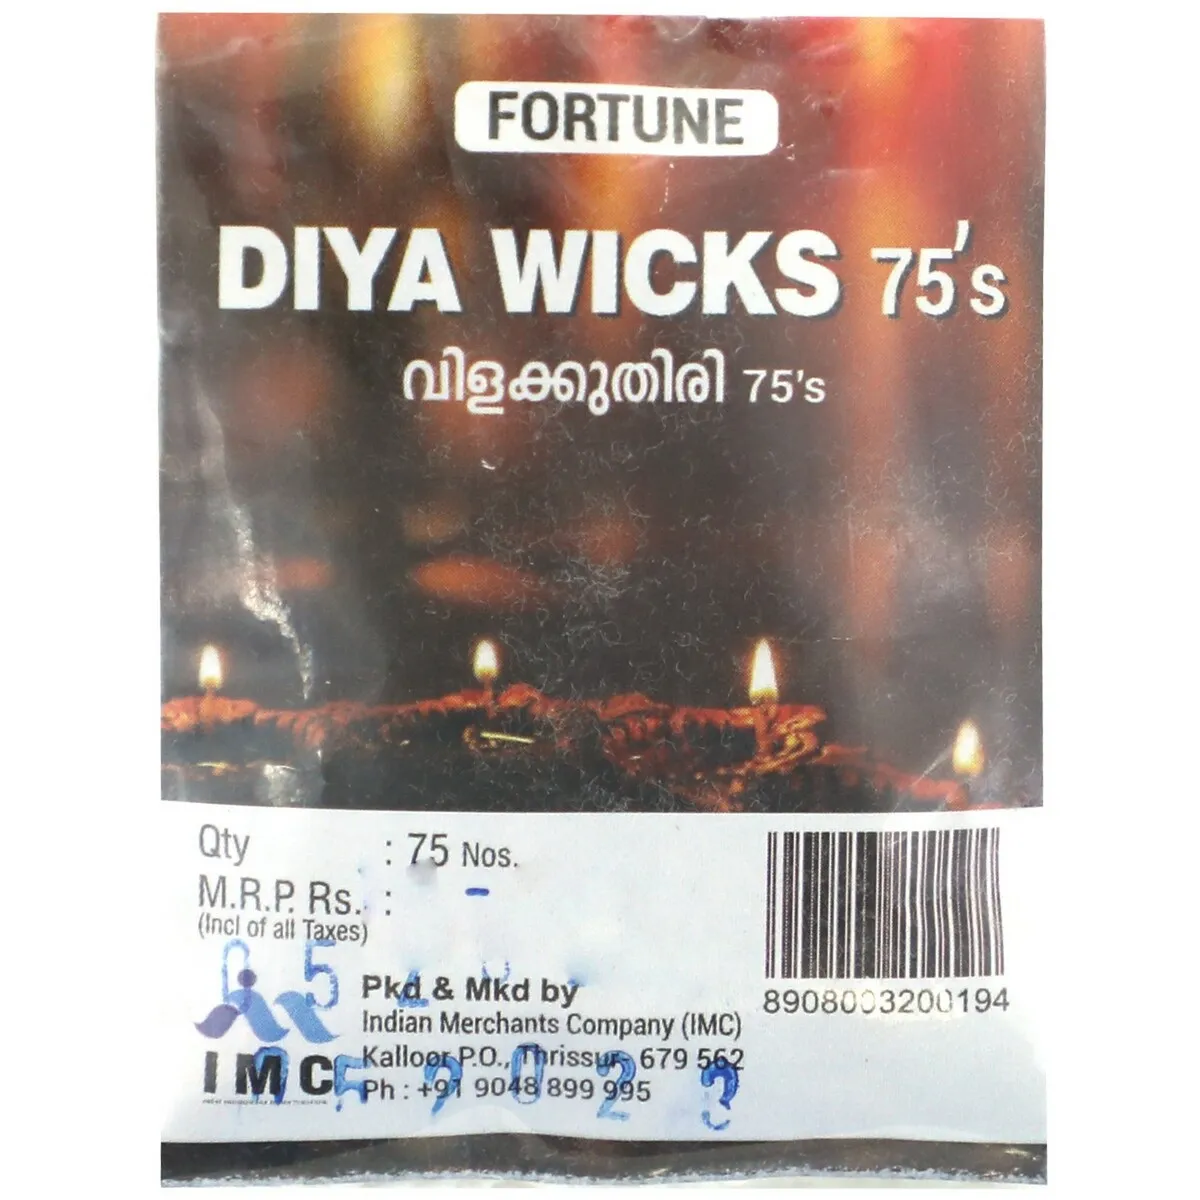 FORTUNE
DIYA WICKS 75's
വിളക്കുതിരി 75's
Qty : 75 Nos.
M.R.P. Rs. : -
(Incl of all Taxes)
Pkd & Mkd by
Indian Merchants Company (IMC)
Kalloor P.O., Thrissur- 679 562
Ph : +91 9048 899 995
IMC
8908003200194